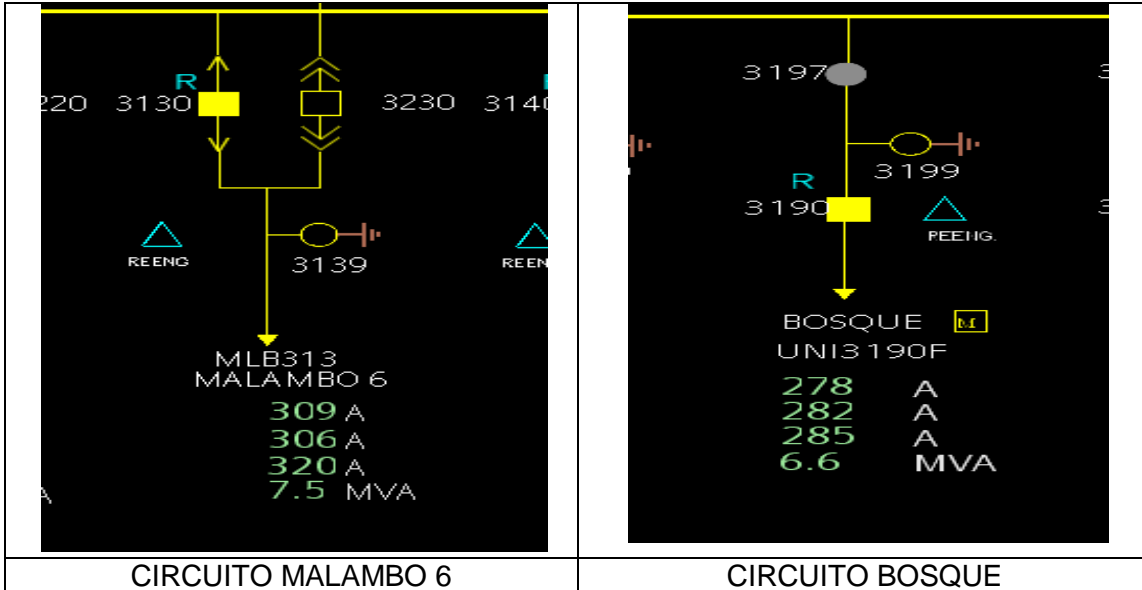 R
220 3130 3230 3140
REENG
3139
REEN
MLB313
MALAMBO 6
309 A
306 A
320 A
7.5 MVA
A
CIRCUITO MALAMBO 6
3197
3199
R
3190
REENG.
BOSQUE M
UNI3190F
278 A
282 A
285 A
6.6 MVA
CIRCUITO BOSQUE